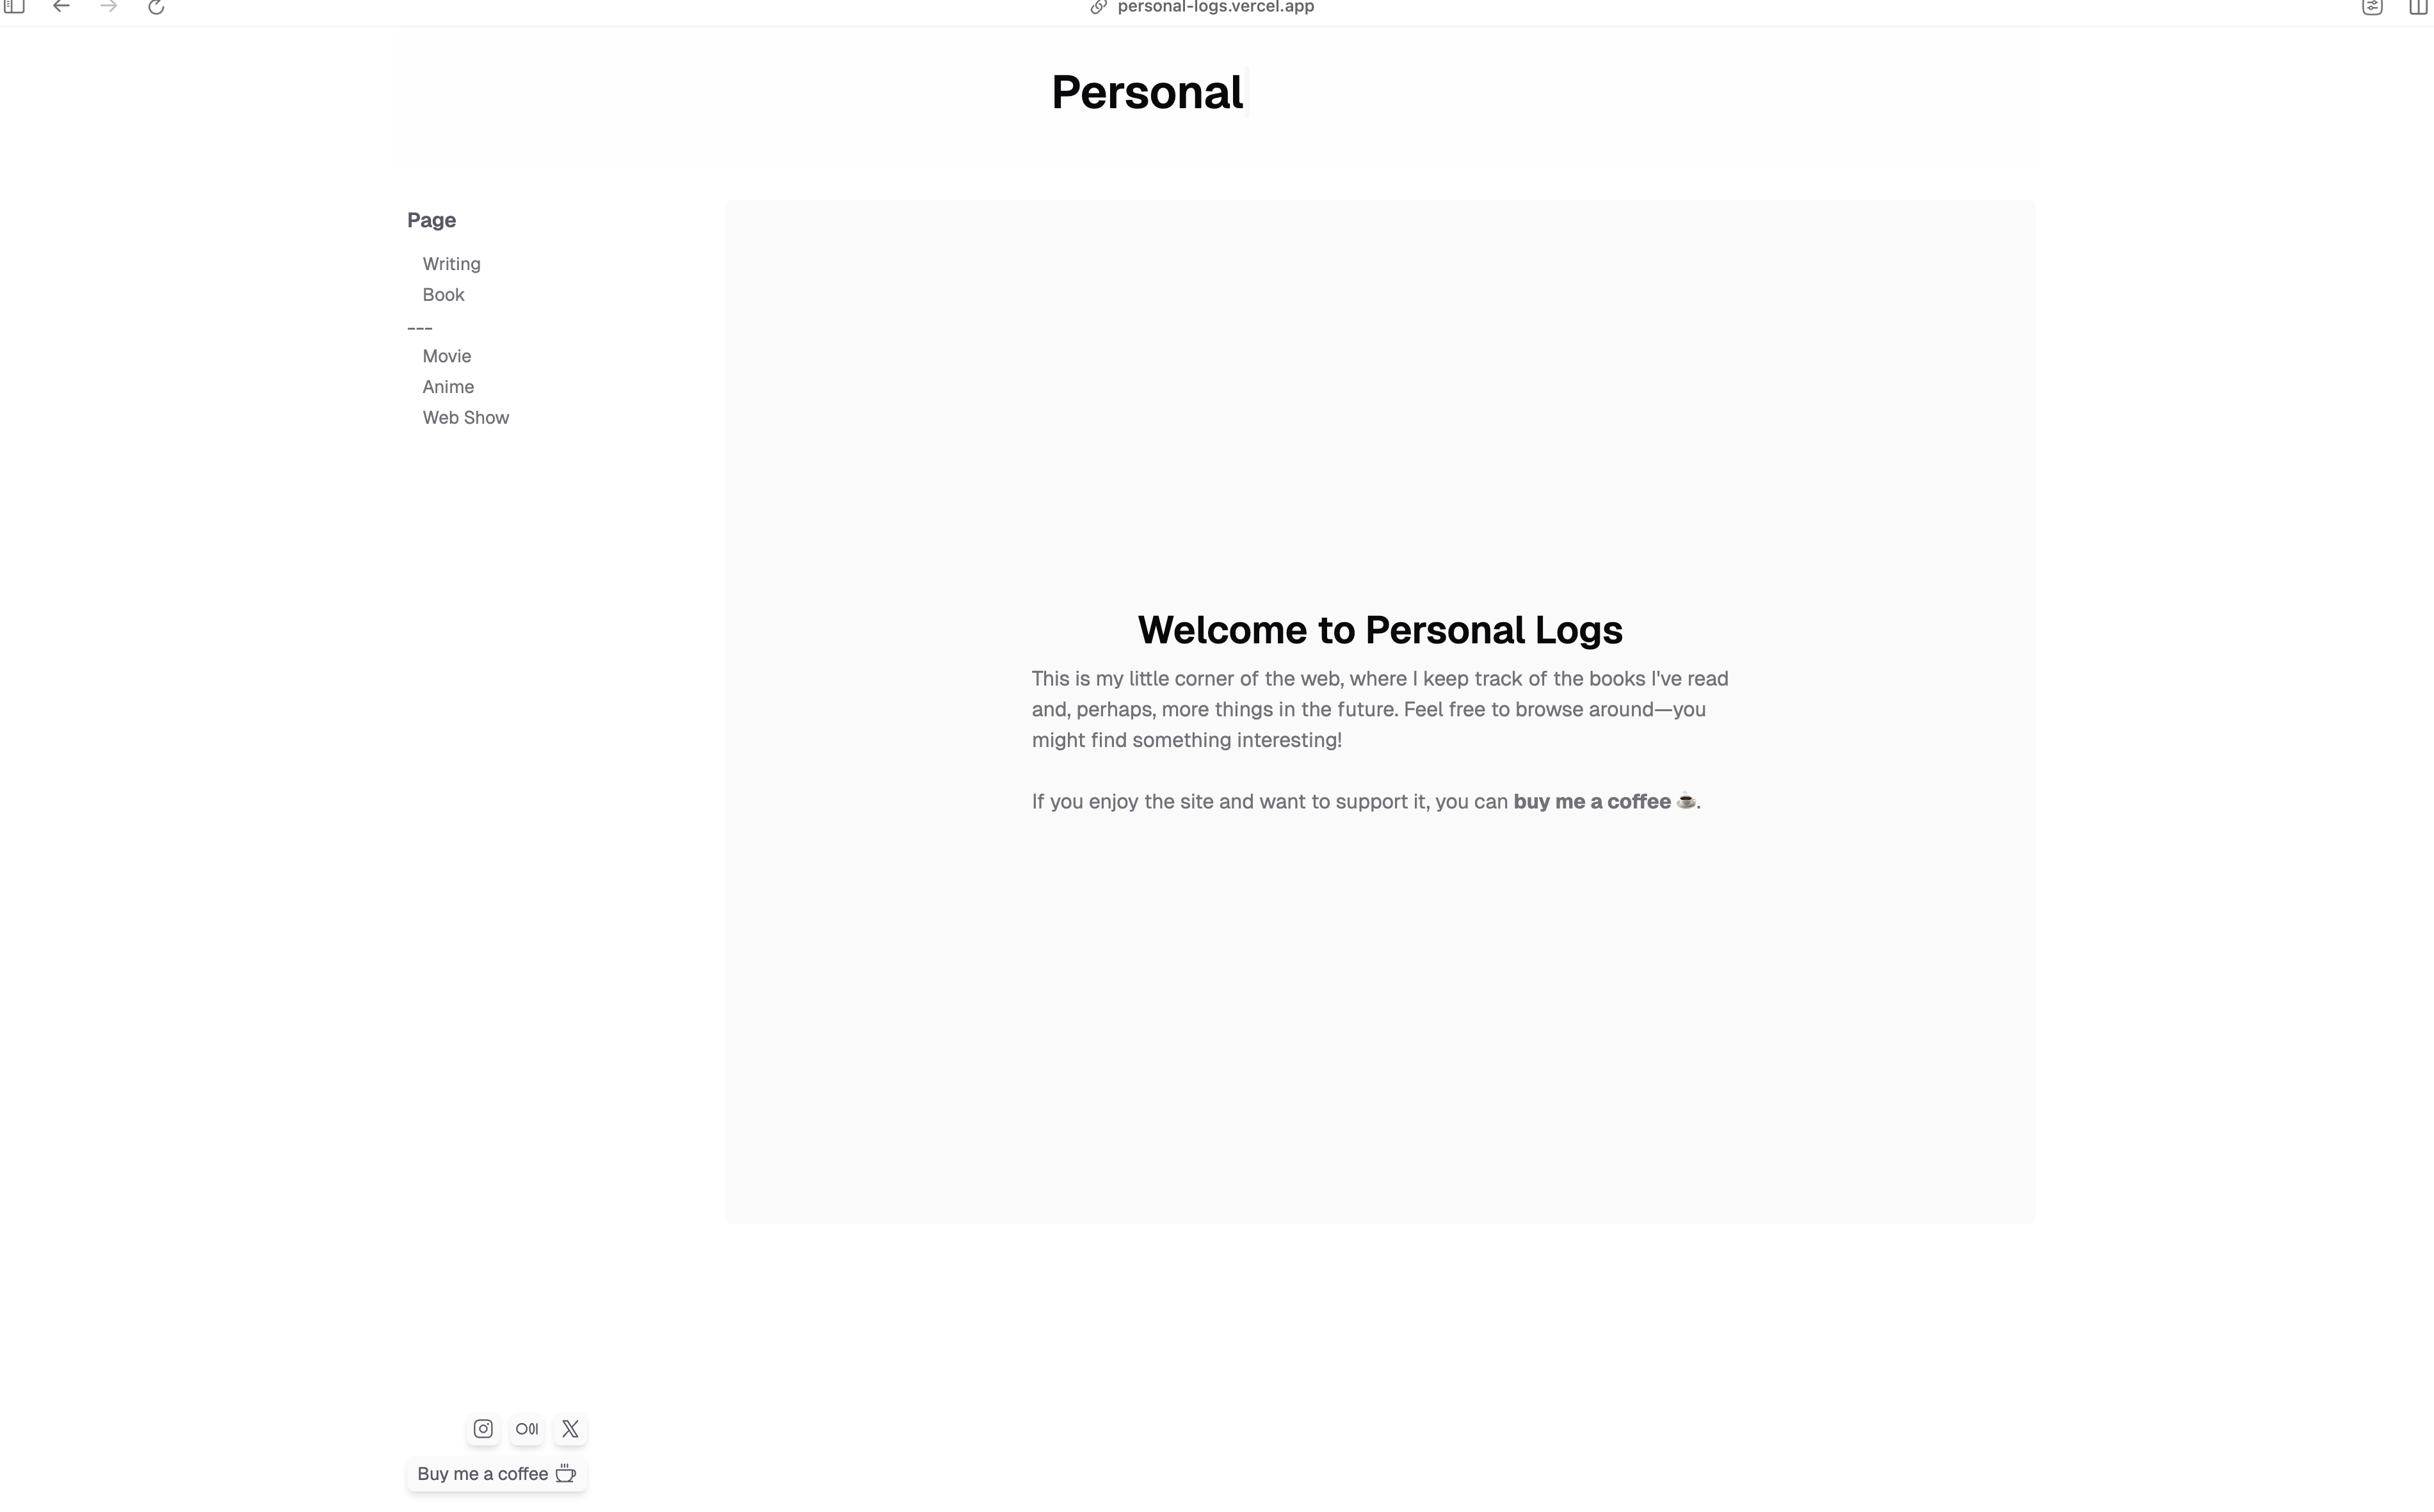 personal-logs.vercel.app
Personal
Page
Writing
Book
---
Movie
Anime
Web Show
Welcome to Personal Logs
This is my little corner of the web, where I keep track of the books I've read
and, perhaps, more things in the future. Feel free to browse around—you
might find something interesting!
If you enjoy the site and want to support it, you can buy me a coffee ☕.
Buy me a coffee